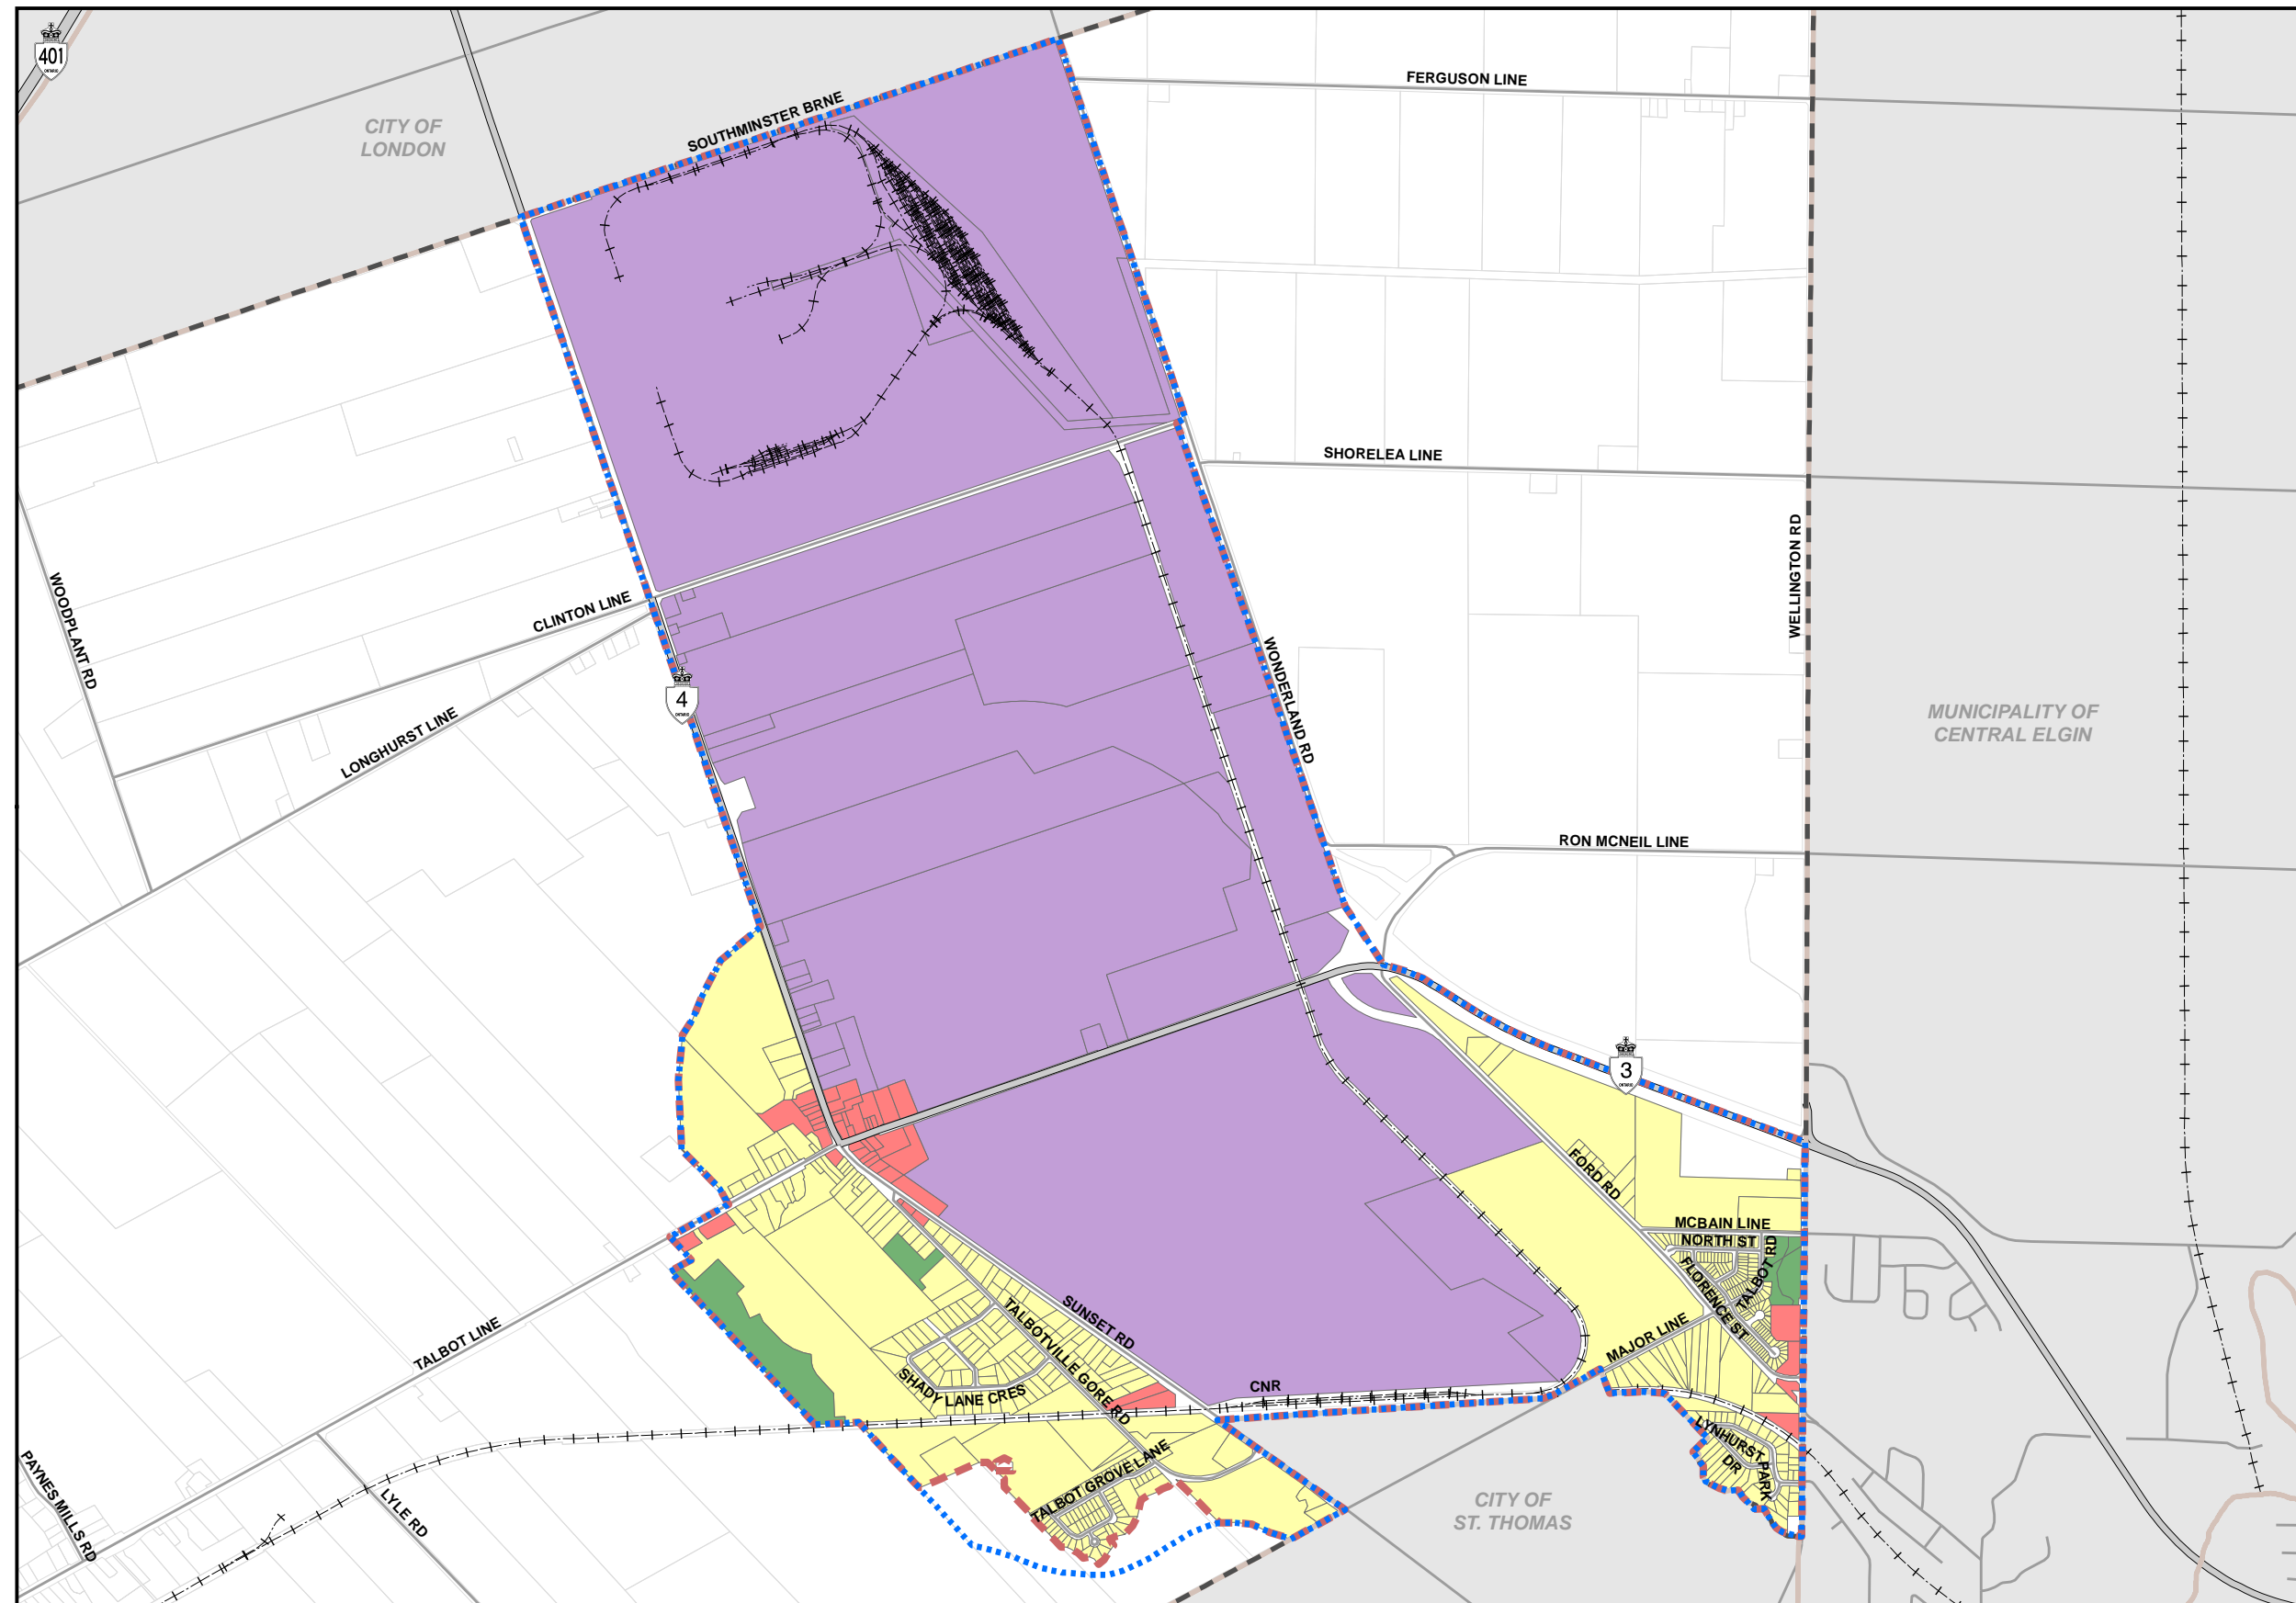 401
ONTARIO
FERGUSON LINE
SOUTHMINSTER BRNE
CITY OF
LONDON
SHORELEA LINE
WELLINGTON RD
WOODPLANT RD
CLINTON LINE
WONDERLAND RD
4
ONTARIO
LONGHURST LINE
MUNICIPALITY OF
CENTRAL ELGIN
RON MCNEIL LINE
3
ONTARIO
FORD RD
MCBAIN LINE
NORTH ST
TALBOT RD
FLORENCE ST
TALBOTVILLE GORE RD
SUNSET RD
MAJOR LINE
TALBOT LINE
SHADY LANE CRES
CNR
LYNHURST PARK
DR
TALBOT GROVE LANE
PAYNES MILLS RD
LYLE RD
CITY OF
ST. THOMAS